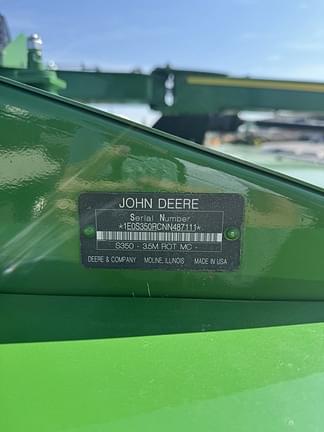 JOHN DEERE
Serial Number
*1E0S350RCNN487111*
S350 - 3.5M ROT MC -
DEERE & COMPANY MOLINE, ILLINOIS MADE IN USA